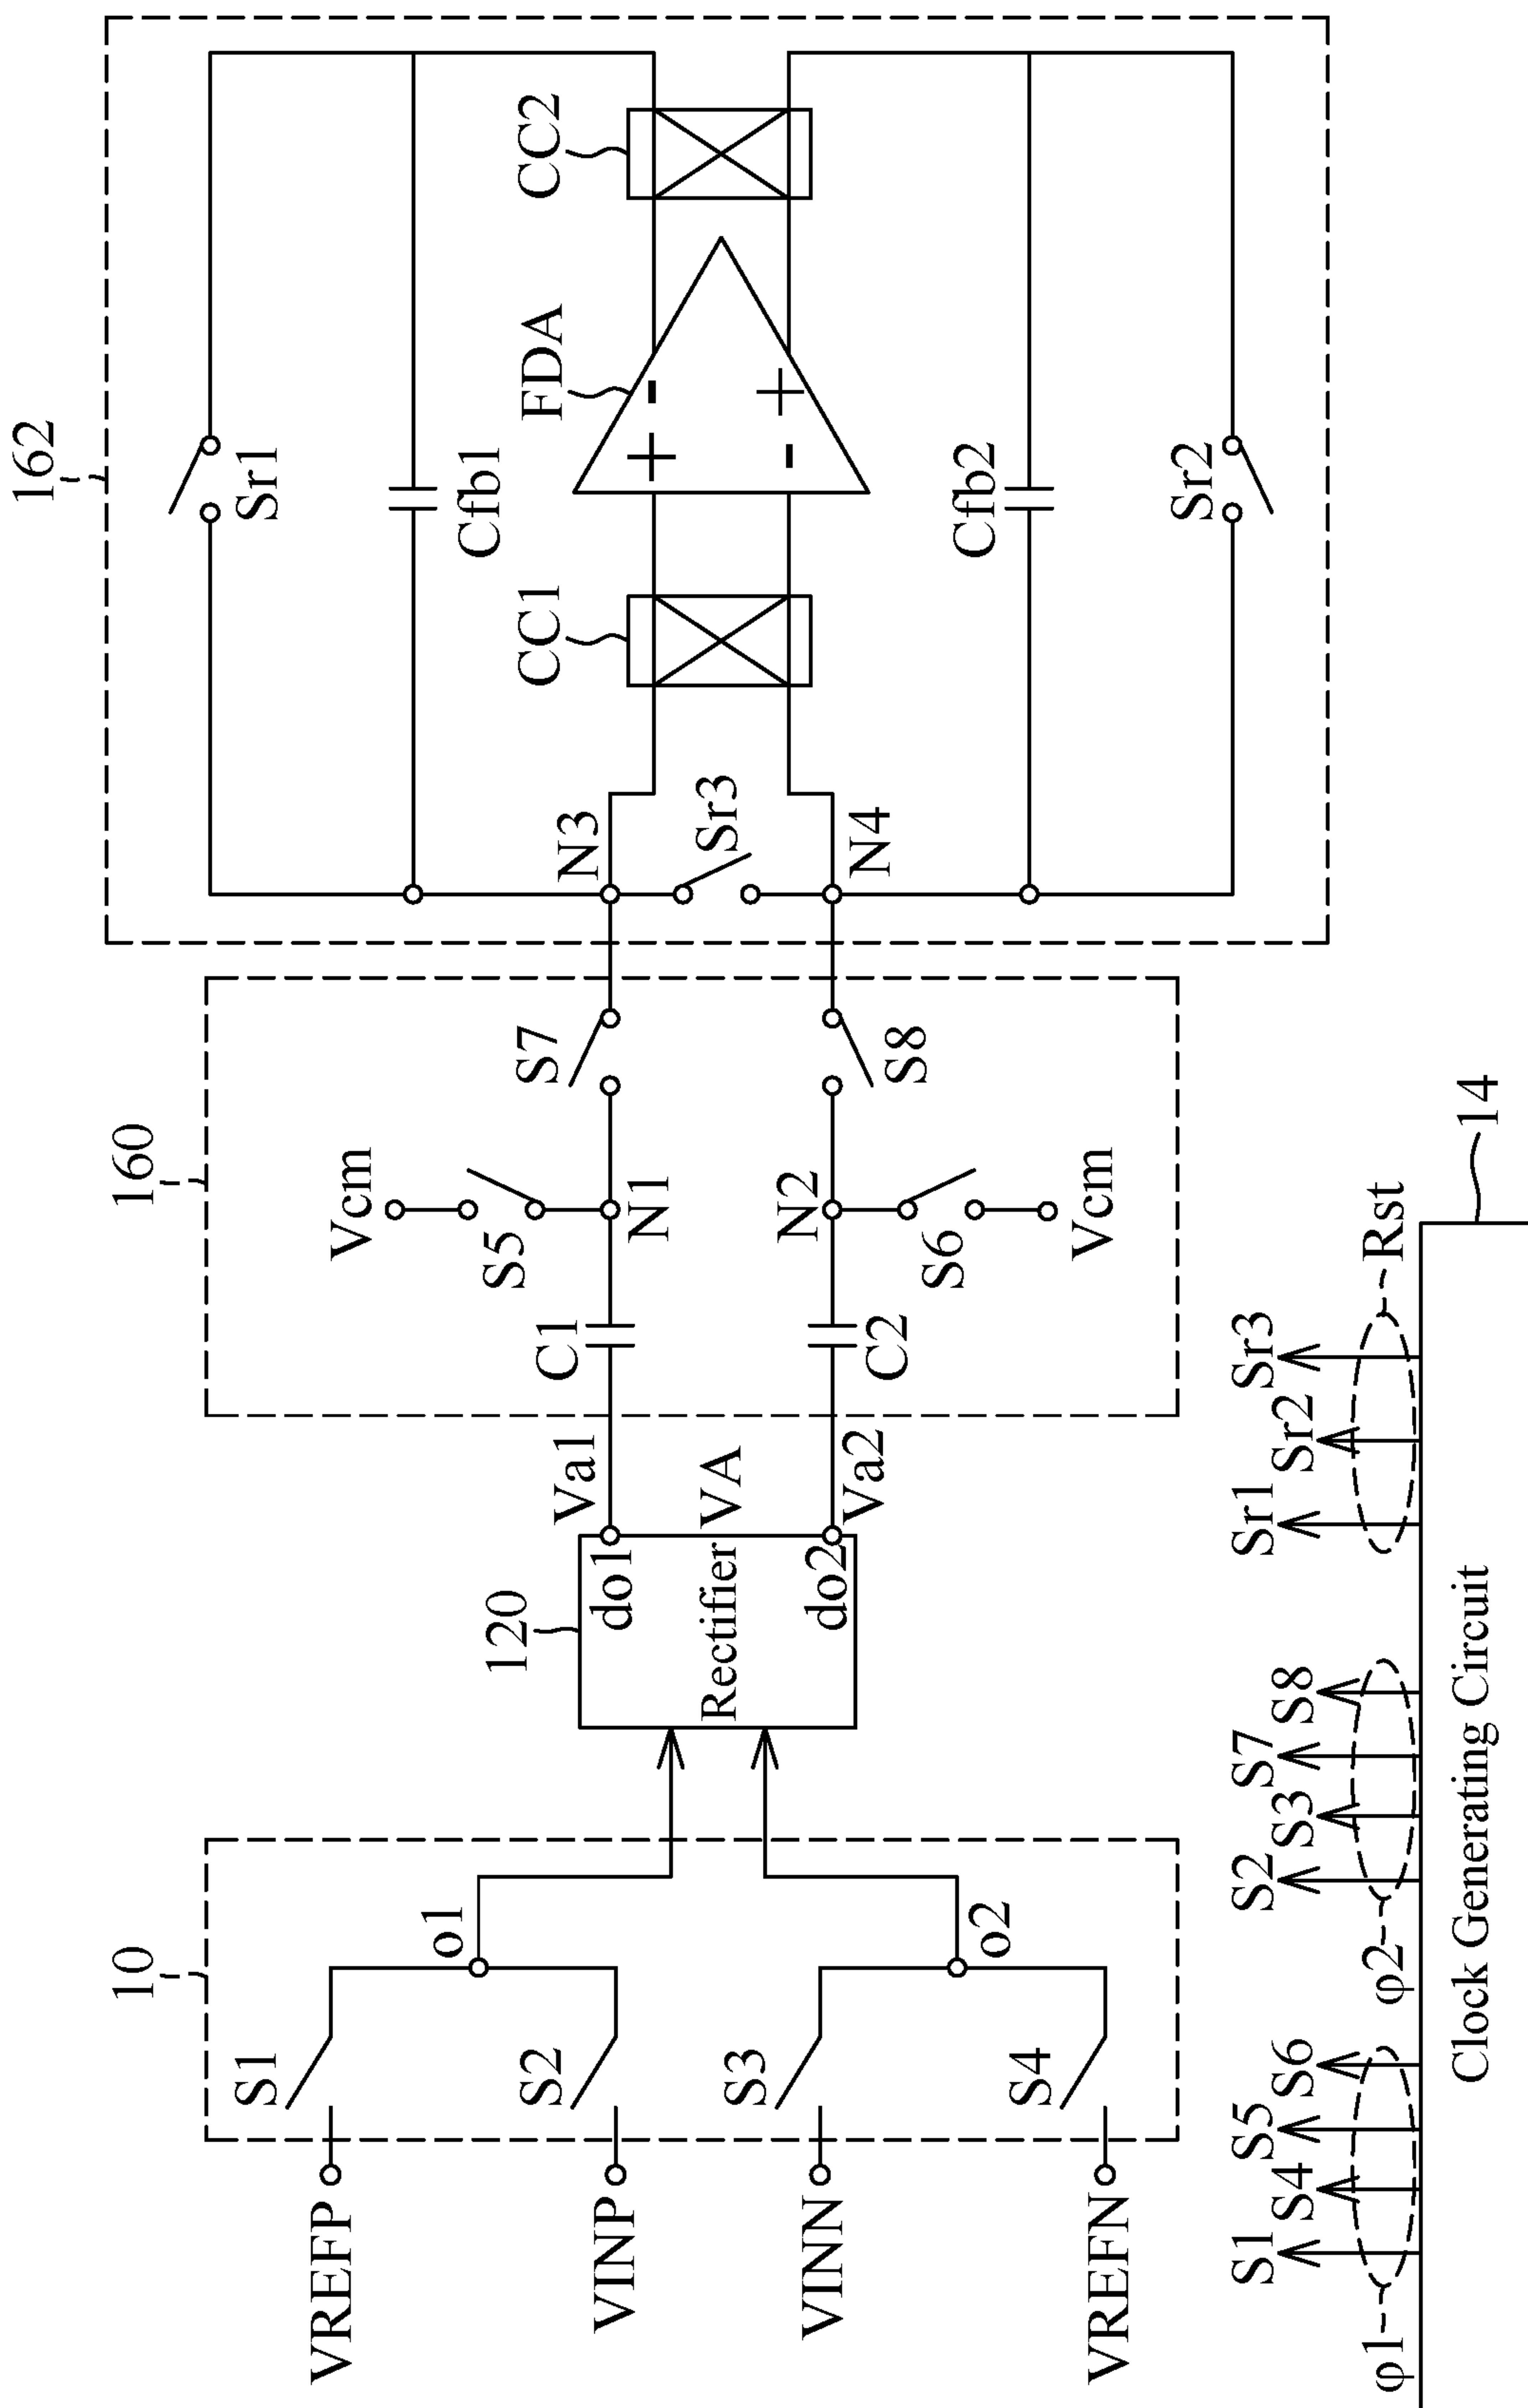 162
Sr1
Cfb1
CC1
FDA
CC2
+
-
-
+
N3
Sr3
N4
Cfb2
Sr2
160
Vcm
S5
S7
C1
N1
N2
C2
S8
S6
Vcm
120
Va1
do1
Rectifier
VA
do2
Va2
10
VREFP
S1
o1
VINP
S2
VINN
S3
o2
VREFN
S4
S1
S4
S5
S6
φ1
S2
S3
S7
S8
φ2
Sr1
Sr2
Sr3
Rst
14
Clock Generating Circuit